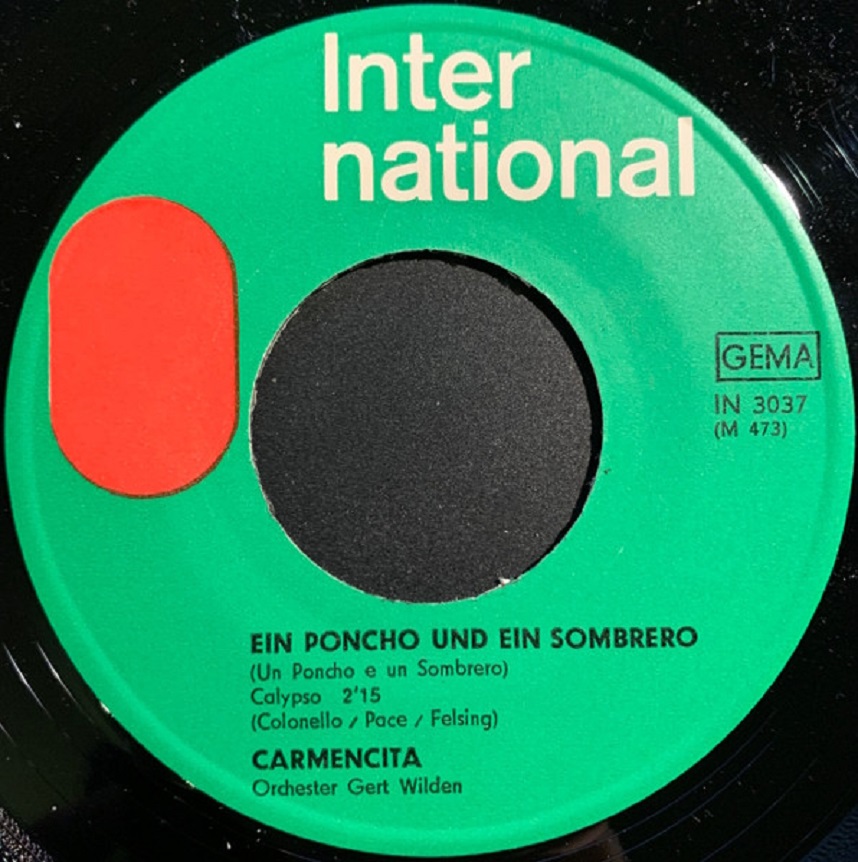 Inter
national
GEMA
IN 3037
(M 473)
EIN PONCHO UND EIN SOMBRERO
(Un Poncho e un Sombrero)
Calypso 2'15
(Colonello / Pace / Felsing)
CARMENCITA
Orchester Gert Wilden